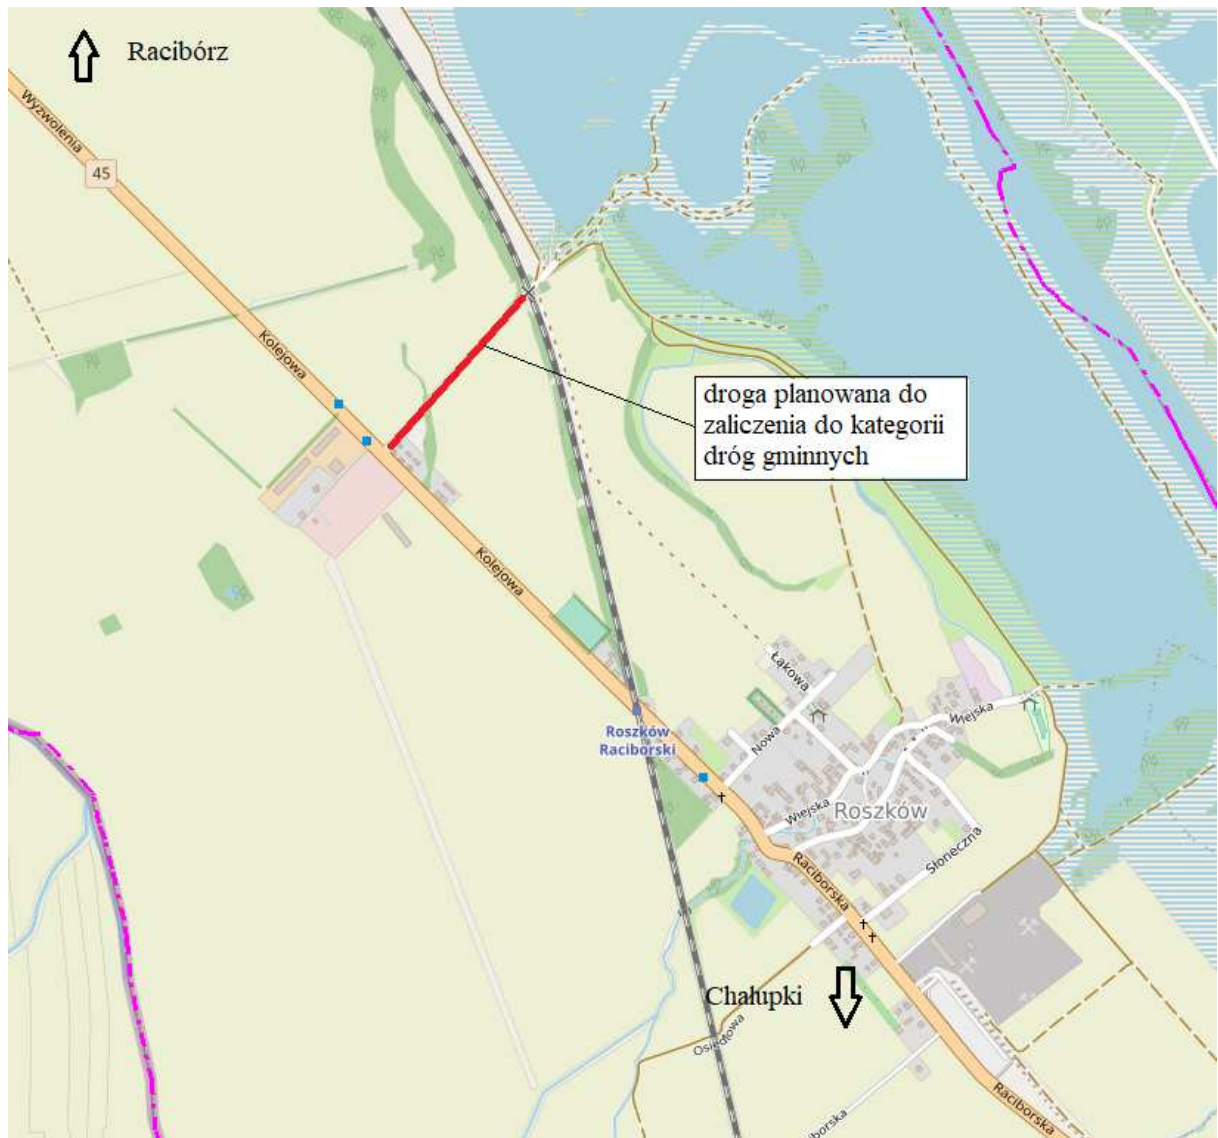 Racibórz
Wyzwolenia
45
Kolejowa
droga planowana do
zaliczenia do kategorii
dróg gminnych
Kolejowa
Łąkowa
Wiejska
Roszków
Raciborski
Nowa
Wiejska
Roszków
Słoneczna
Raciborska
Chałupki
Osiedlowa
Raciborska
ciborska